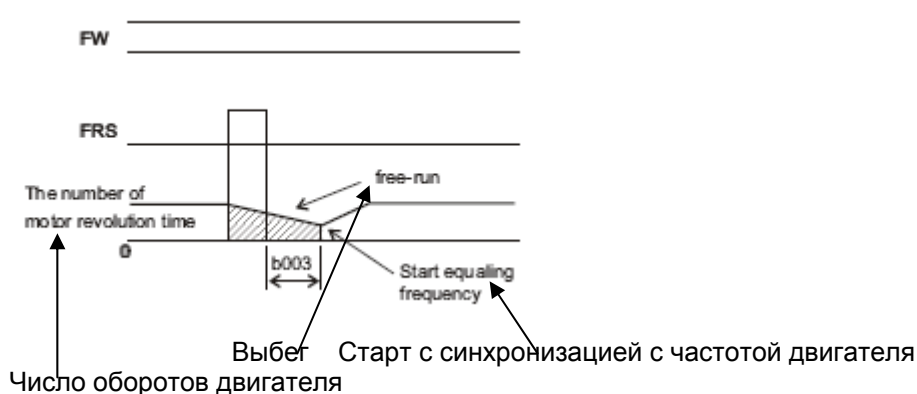 FW
FRS
free-run
The number of
motor revolution time
0
b003
Start equaling
frequency
Выбег Старт с синхронизацией с частотой двигателя
Число оборотов двигателя